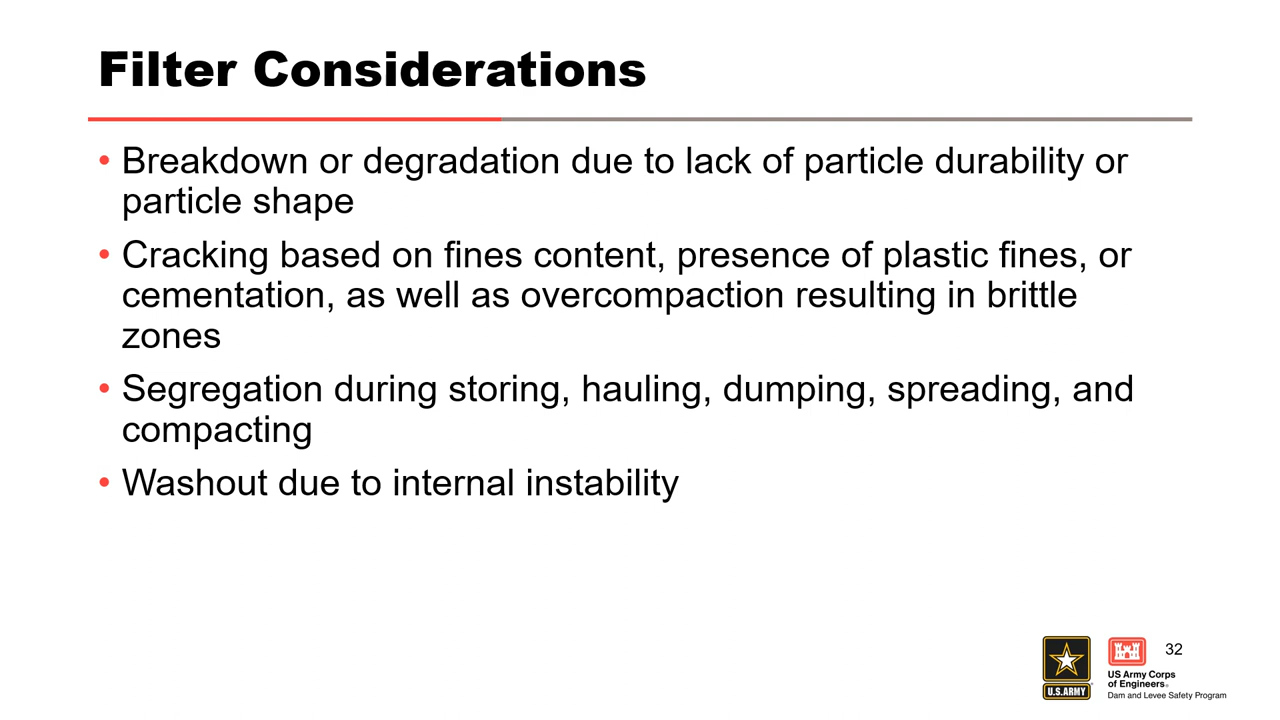 Filter Considerations
• Breakdown or degradation due to lack of particle durability or
particle shape
• Cracking based on fines content, presence of plastic fines, or
cementation, as well as overcompaction resulting in brittle
zones
• Segregation during storing, hauling, dumping, spreading, and
compacting
• Washout due to internal instability
32
U.S.ARMY
US Army Corps
of Engineers®
Dam and Levee Safety Program